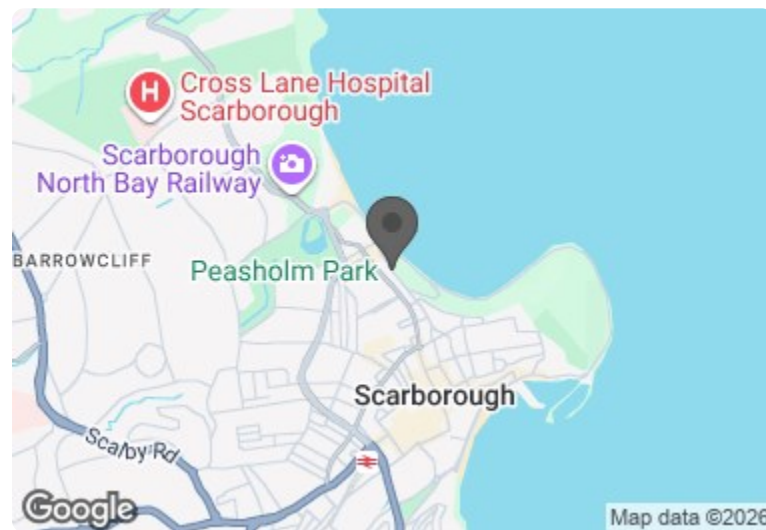 H
Cross Lane Hospital
Scarborough
Scarborough
North Bay Railway
BARROWCLIFF
Peasholm Park
Scarborough
Scalby Rd
Google
Map data ©2026